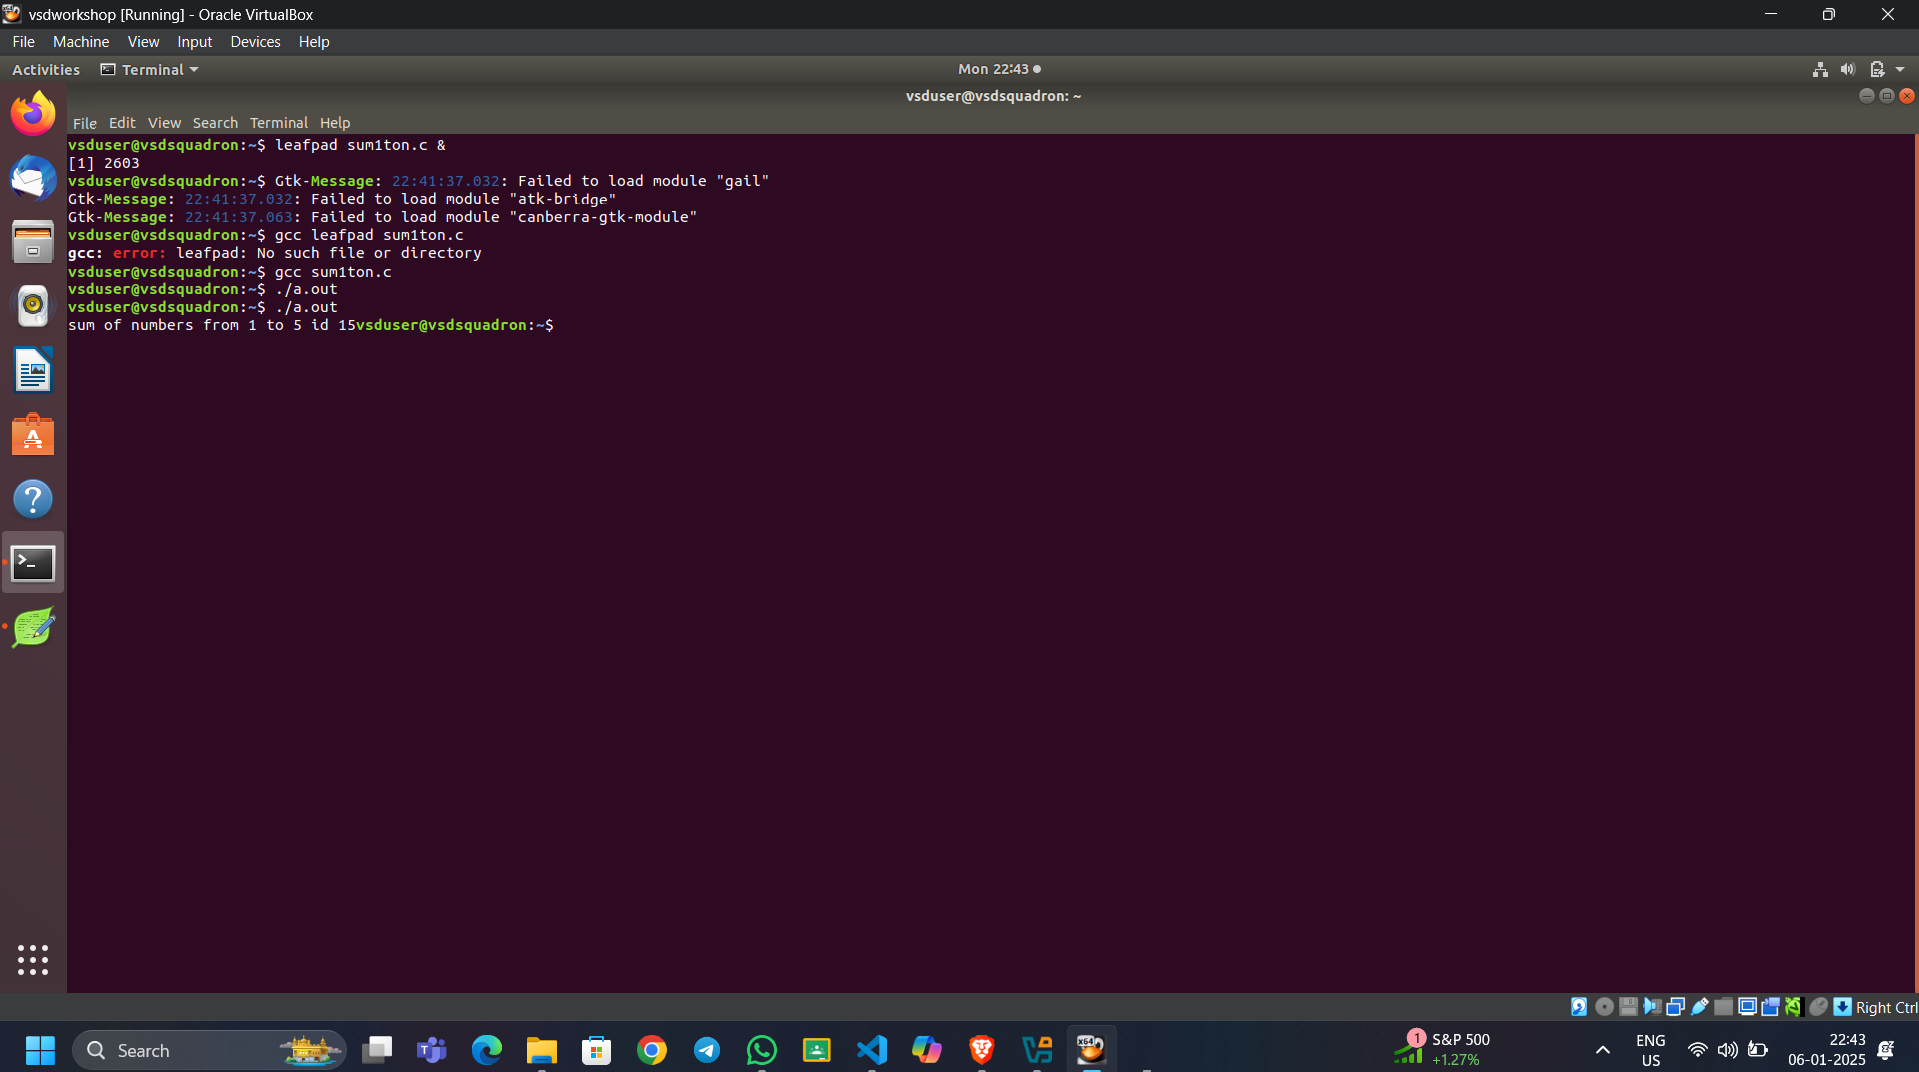 vsdworkshop [Running] - Oracle VirtualBox
File Machine View Input Devices Help
Activities Terminal Mon 22:43
vsduser@vsdsquadron: ~
File Edit View Search Terminal Help
vsduser@vsdsquadron:~$ leafpad sum1ton.c &
[1] 2603
vsduser@vsdsquadron:~$ Gtk-Message: 22:41:37.032: Failed to load module "gail"
Gtk-Message: 22:41:37.032: Failed to load module "atk-bridge"
Gtk-Message: 22:41:37.063: Failed to load module "canberra-gtk-module"
vsduser@vsdsquadron:~$ gcc leafpad sum1ton.c
gcc: error: leafpad: No such file or directory
vsduser@vsdsquadron:~$ gcc sum1ton.c
vsduser@vsdsquadron:~$ ./a.out
vsduser@vsdsquadron:~$ ./a.out
sum of numbers from 1 to 5 id 15vsduser@vsdsquadron:~$
Right Ctrl
Search
1 S&P 500
+1.27%
ENG
US
22:43
06-01-2025
x64